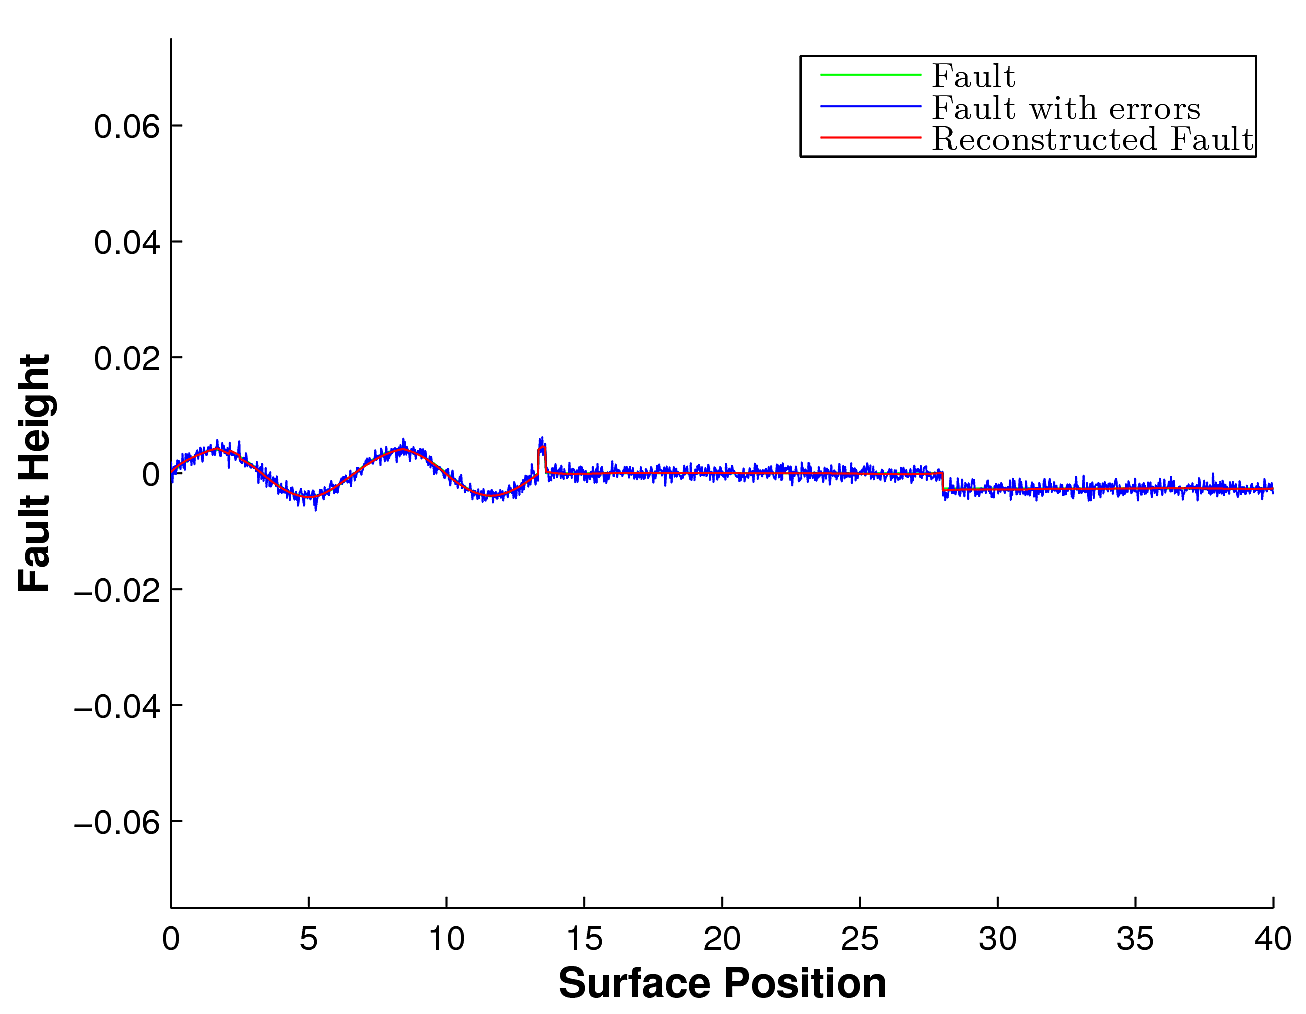 Fault
Fault with errors
Reconstructed Fault
0.06
0.04
0.02
0
−0.02
−0.04
−0.06
Fault Height
0 5 10 15 20 25 30 35 40
Surface Position